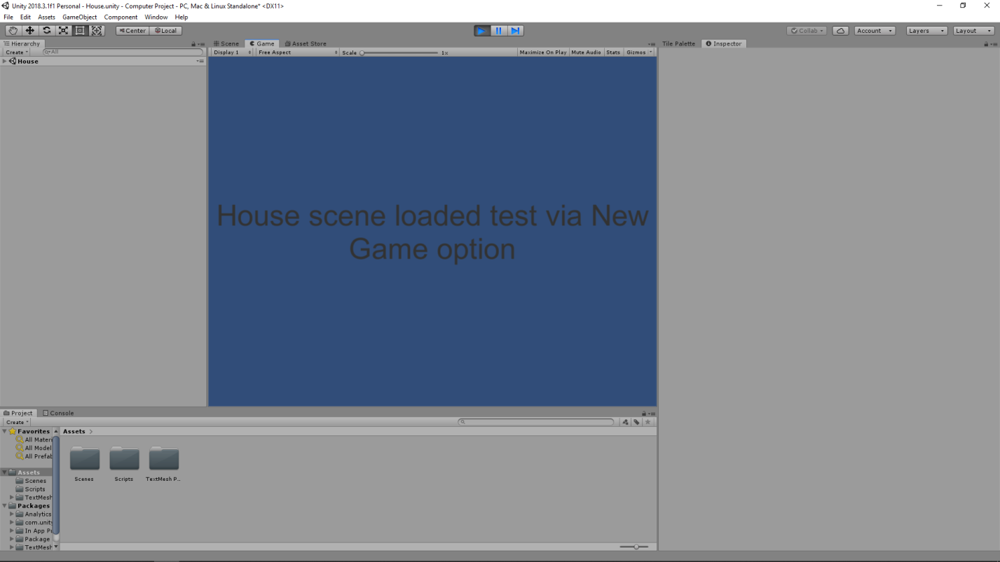 Unity 2018.3.1f1 Personal - House.unity - Computer Project - PC, Mac & Linux Standalone* <DX11>
File Edit Assets GameObject Component Window Help
Center Local Collab Account Layers Layout
Hierarchy Scene Game Asset Store Tile Palette Inspector
Create All Display 1 Free Aspect Scale 1x Maximize On Play Mute Audio Stats Gizmos
House
House scene loaded test via New
Game option
Project Console
Create
Favorites Assets
All Mater
All Model
All Prefab
Assets
Scenes Scripts TextMesh P...
Scenes
Scripts
TextMesh
Packages
Analytics
com.unity
In App Pu
Package
TextMesh